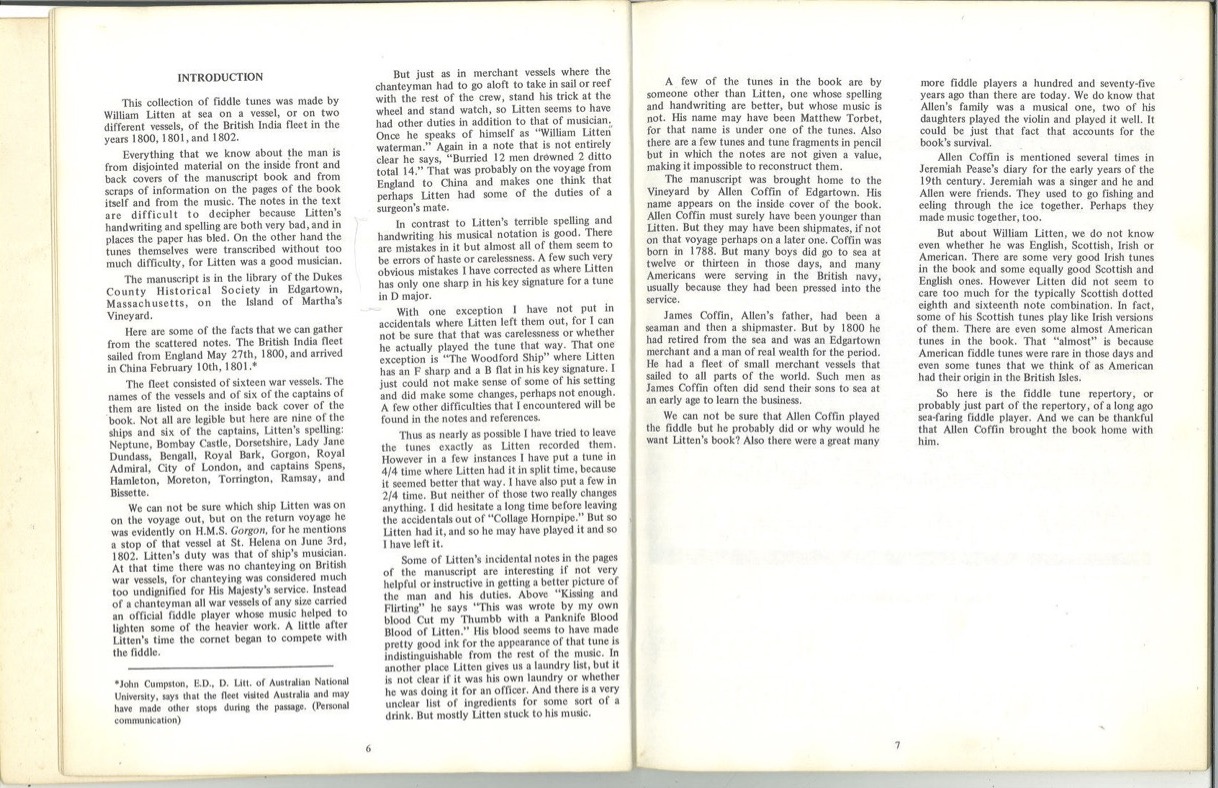 INTRODUCTION
This collection of fiddle tunes was made by
William Litten at sea on a vessel, or on two
different vessels, of the British India fleet in the
years 1800, 1801, and 1802.
Everything that we know about the man is
from disjointed material on the inside front and
back covers of the manuscript book and from
scraps of information on the pages of the book
itself and from the music. The notes in the text
are difficult to decipher because Litten's
handwriting and spelling are both very bad, and in
places the paper has bled. On the other hand the
tunes themselves were transcribed without too
much difficulty, for Litten was a good musician.
The manuscript is in the library of the Dukes
County Historical Society in Edgartown,
Massachusetts, on the Island of Martha's
Vineyard.
Here are some of the facts that we can gather
from the scattered notes. The British India fleet
sailed from England May 27th, 1800, and arrived
in China February 10th, 1801.*
The fleet consisted of sixteen war vessels. The
names of the vessels and of six of the captains of
them are listed on the inside back cover of the
book. Not all are legible but here are nine of the
ships and six of the captains, Litten's spelling:
Neptune, Bombay Castle, Dorsetshire, Lady Jane
Dundass, Bengall, Royal Bark, Gorgon, Royal
Admiral, City of London, and captains Spens,
Hamleton, Moreton, Torrington, Ramsay, and
Bissette.
We can not be sure which ship Litten was on
on the voyage out, but on the return voyage he
was evidently on H.M.S. Gorgon, for he mentions
a stop of that vessel at St. Helena on June 3rd,
1802. Litten's duty was that of ship's musician.
At that time there was no chanteying on British
war vessels, for chanteying was considered much
too undignified for His Majesty's service. Instead
of a chanteyman all war vessels of any size carried
an official fiddle player whose music helped to
lighten some of the heavier work. A little after
Litten's time the cornet began to compete with
the fiddle.
*John Cumpston, E.D., D. Litt. of Australian National
University, says that the fleet visited Australia and may
have made other stops during the passage. (Personal
communication)
But just as in merchant vessels where the
chanteyman had to go aloft to take in sail or reef
with the rest of the crew, stand his trick at the
wheel and stand watch, so Litten seems to have
had other duties in addition to that of musician.
Once he speaks of himself as "William Litten
waterman." Again in a note that is not entirely
clear he says, "Burried 12 men drowned 2 ditto
total 14." That was probably on the voyage from
England to China and makes one think that
perhaps Litten had some of the duties of a
surgeon's mate.
In contrast to Litten's terrible spelling and
handwriting his musical notation is good. There
are mistakes in it but almost all of them seem to
be errors of haste or carelessness. A few such very
obvious mistakes I have corrected as where Litten
has only one sharp in his key signature for a tune
in D major.
With one exception I have not put in
accidentals where Litten left them out, for I can
not be sure that that was carelessness or whether
he actually played the tune that way. That one
exception is "The Woodford Ship" where Litten
has an F sharp and a B flat in his key signature. I
just could not make sense of some of his setting
and did make some changes, perhaps not enough.
A few other difficulties that I encountered will be
found in the notes and references.
Thus as nearly as possible I have tried to leave
the tunes exactly as Litten recorded them.
However in a few instances I have put a tune in
4/4 time where Litten had it in split time, because
it seemed better that way. I have also put a few in
2/4 time. But neither of those two really changes
anything. I did hesitate a long time before leaving
the accidentals out of "Collage Hornpipe." But so
Litten had it, and so he may have played it and so
I have left it.
Some of Litten's incidental notes in the pages
of the manuscript are interesting if not very
helpful or instructive in getting a better picture of
the man and his duties. Above "Kissing and
Flirting" he says "This was wrote by my own
blood Cut my Thumbb with a Panknife Blood
Blood of Litten." His blood seems to have made
pretty good ink for the appearance of that tune is
indistinguishable from the rest of the music. In
another place Litten gives us a laundry list, but it
is not clear if it was his own laundry or whether
he was doing it for an officer. And there is a very
unclear list of ingredients for some sort of a
drink. But mostly Litten stuck to his music.
6
A few of the tunes in the book are by
someone other than Litten, one whose spelling
and handwriting are better, but whose music is
not. His name may have been Matthew Torbet,
for that name is under one of the tunes. Also
there are a few tunes and tune fragments in pencil
but in which the notes are not given a value,
making it impossible to reconstruct them.
The manuscript was brought home to the
Vineyard by Allen Coffin of Edgartown. His
name appears on the inside cover of the book.
Allen Coffin must surely have been younger than
Litten. But they may have been shipmates, if not
on that voyage perhaps on a later one. Coffin was
born in 1788. But many boys did go to sea at
twelve or thirteen in those days, and many
Americans were serving in the British navy,
usually because they had been pressed into the
service.
James Coffin, Allen's father, had been a
seaman and then a shipmaster. But by 1800 he
had retired from the sea and was an Edgartown
merchant and a man of real wealth for the period.
He had a fleet of small merchant vessels that
sailed to all parts of the world. Such men as
James Coffin often did send their sons to sea at
an early age to learn the business.
We can not be sure that Allen Coffin played
the fiddle but he probably did or why would he
want Litten's book? Also there were a great many
more fiddle players a hundred and seventy-five
years ago than there are today. We do know that
Allen's family was a musical one, two of his
daughters played the violin and played it well. It
could be just that fact that accounts for the
book's survival.
Allen Coffin is mentioned several times in
Jeremiah Pease's diary for the early years of the
19th century. Jeremiah was a singer and he and
Allen were friends. They used to go fishing and
eeling through the ice together. Perhaps they
made music together, too.
But about William Litten, we do not know
even whether he was English, Scottish, Irish or
American. There are some very good Irish tunes
in the book and some equally good Scottish and
English ones. However Litten did not seem to
care too much for the typically Scottish dotted
eighth and sixteenth note combination. In fact,
some of his Scottish tunes play like Irish versions
of them. There are even some almost American
tunes in the book. That "almost" is because
American fiddle tunes were rare in those days and
even some tunes that we think of as American
had their origin in the British Isles.
So here is the fiddle tune repertory, or
probably just part of the repertory, of a long ago
sea-faring fiddle player. And we can be thankful
that Allen Coffin brought the book home with
him.
7